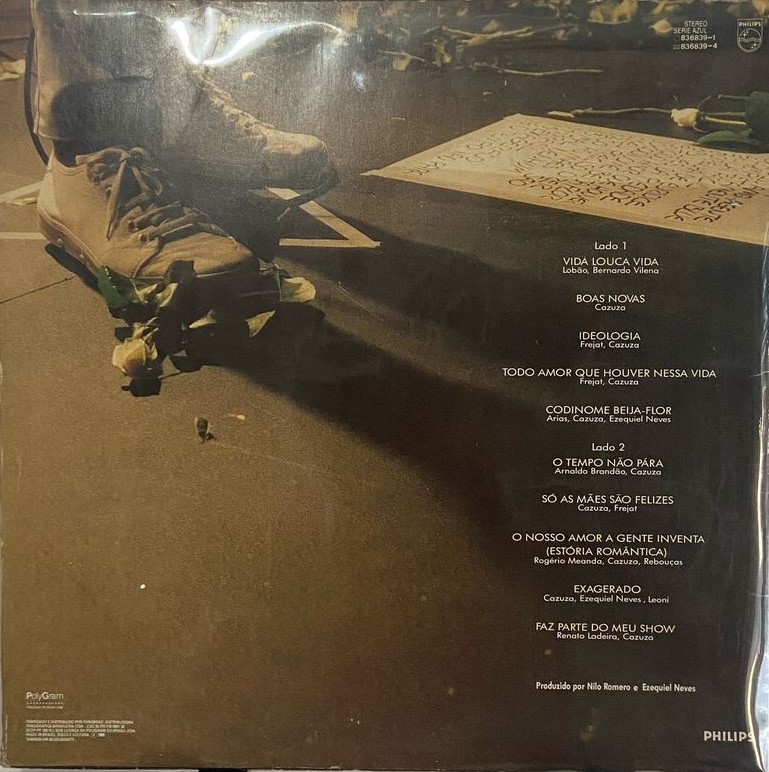 STEREO
SERIE AZUL
836839-1
836839-4
PHILIPS
Lado 1
VIDA LOUCA VIDA
Lobão, Bernardo Vilena
BOAS NOVAS
Cazuza
IDEOLOGIA
Frejat, Cazuza
TODO AMOR QUE HOUVER NESSA VIDA
Frejat, Cazuza
CODINOME BEIJA-FLOR
Arias, Cazuza, Ezequiel Neves
Lado 2
O TEMPO NÃO PÁRA
Arnaldo Brandão, Cazuza
SÓ AS MÃES SÃO FELIZES
Cazuza, Frejat
O NOSSO AMOR A GENTE INVENTA
(ESTÓRIA ROMÂNTICA)
Rogério Meanda, Cazuza, Rebouças
EXAGERADO
Cazuza, Ezequiel Neves , Leoni
FAZ PARTE DO MEU SHOW
Renato Ladeira, Cazuza
Produzido por Nilo Romero e Ezequiel Neves
PolyGram
PHILIPS